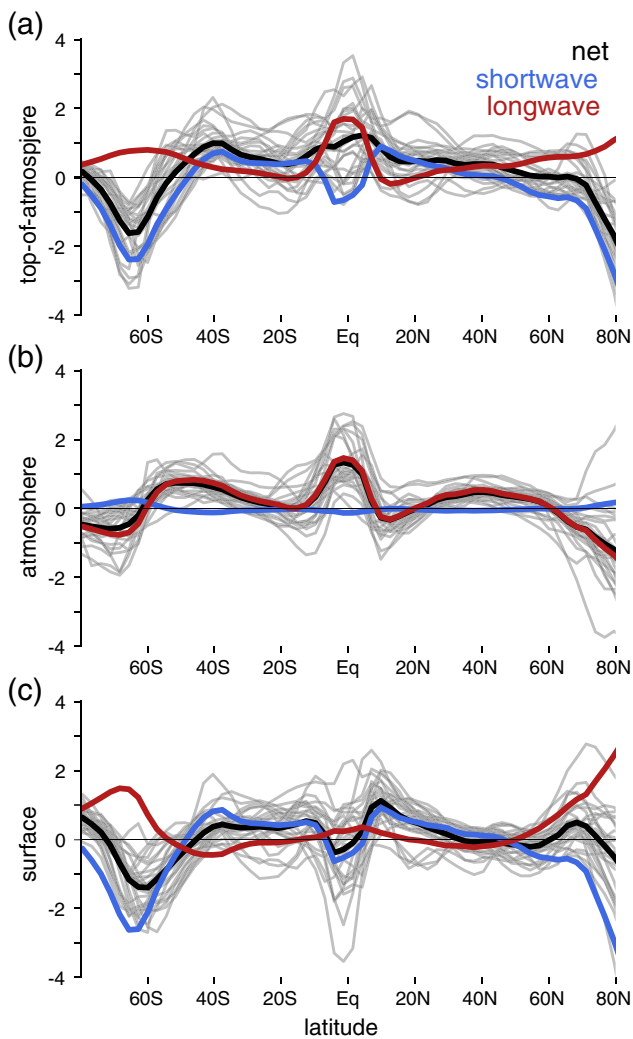 (a)
net
shortwave
longwave
top-of-atmospjere
4
2
0
-2
-4
60S 40S 20S Eq 20N 40N 60N 80N
(b)
atmosphere
4
2
0
-2
-4
60S 40S 20S Eq 20N 40N 60N 80N
(c)
surface
4
2
0
-2
-4
60S 40S 20S Eq 20N 40N 60N 80N
latitude